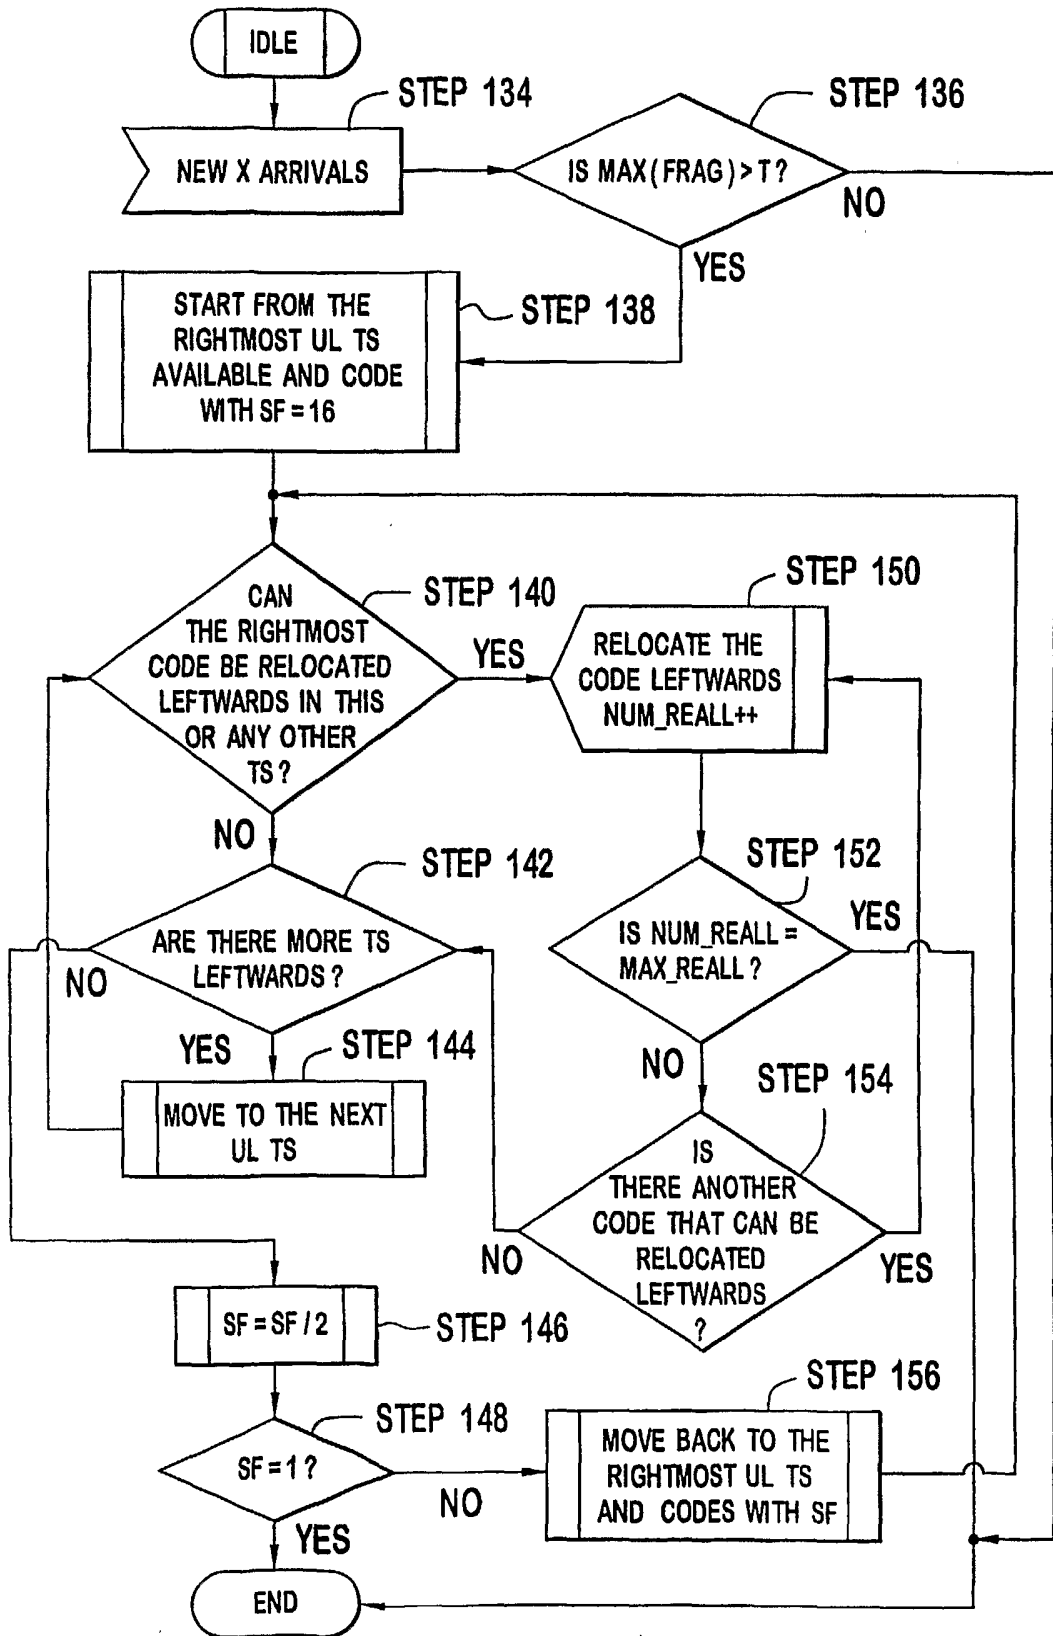 IDLE
STEP 134
NEW X ARRIVALS
STEP 136
IS MAX(FRAG)>T?
NO
YES
STEP 138
START FROM THE
RIGHTMOST UL TS
AVAILABLE AND CODE
WITH SF=16
STEP 140
CAN
THE RIGHTMOST
CODE BE RELOCATED
LEFTWARDS IN THIS
OR ANY OTHER
TS?
YES
NO
STEP 150
RELOCATE THE
CODE LEFTWARDS
NUM_REALL++
STEP 142
ARE THERE MORE TS
LEFTWARDS?
NO
YES
STEP 152
IS NUM_REALL=
MAX_REALL?
YES
NO
STEP 144
MOVE TO THE NEXT
UL TS
STEP 154
IS
THERE ANOTHER
CODE THAT CAN BE
RELOCATED
LEFTWARDS
?
NO
YES
SF=SF/2
STEP 146
STEP 148
SF=1?
NO
YES
STEP 156
MOVE BACK TO THE
RIGHTMOST UL TS
AND CODES WITH SF
END